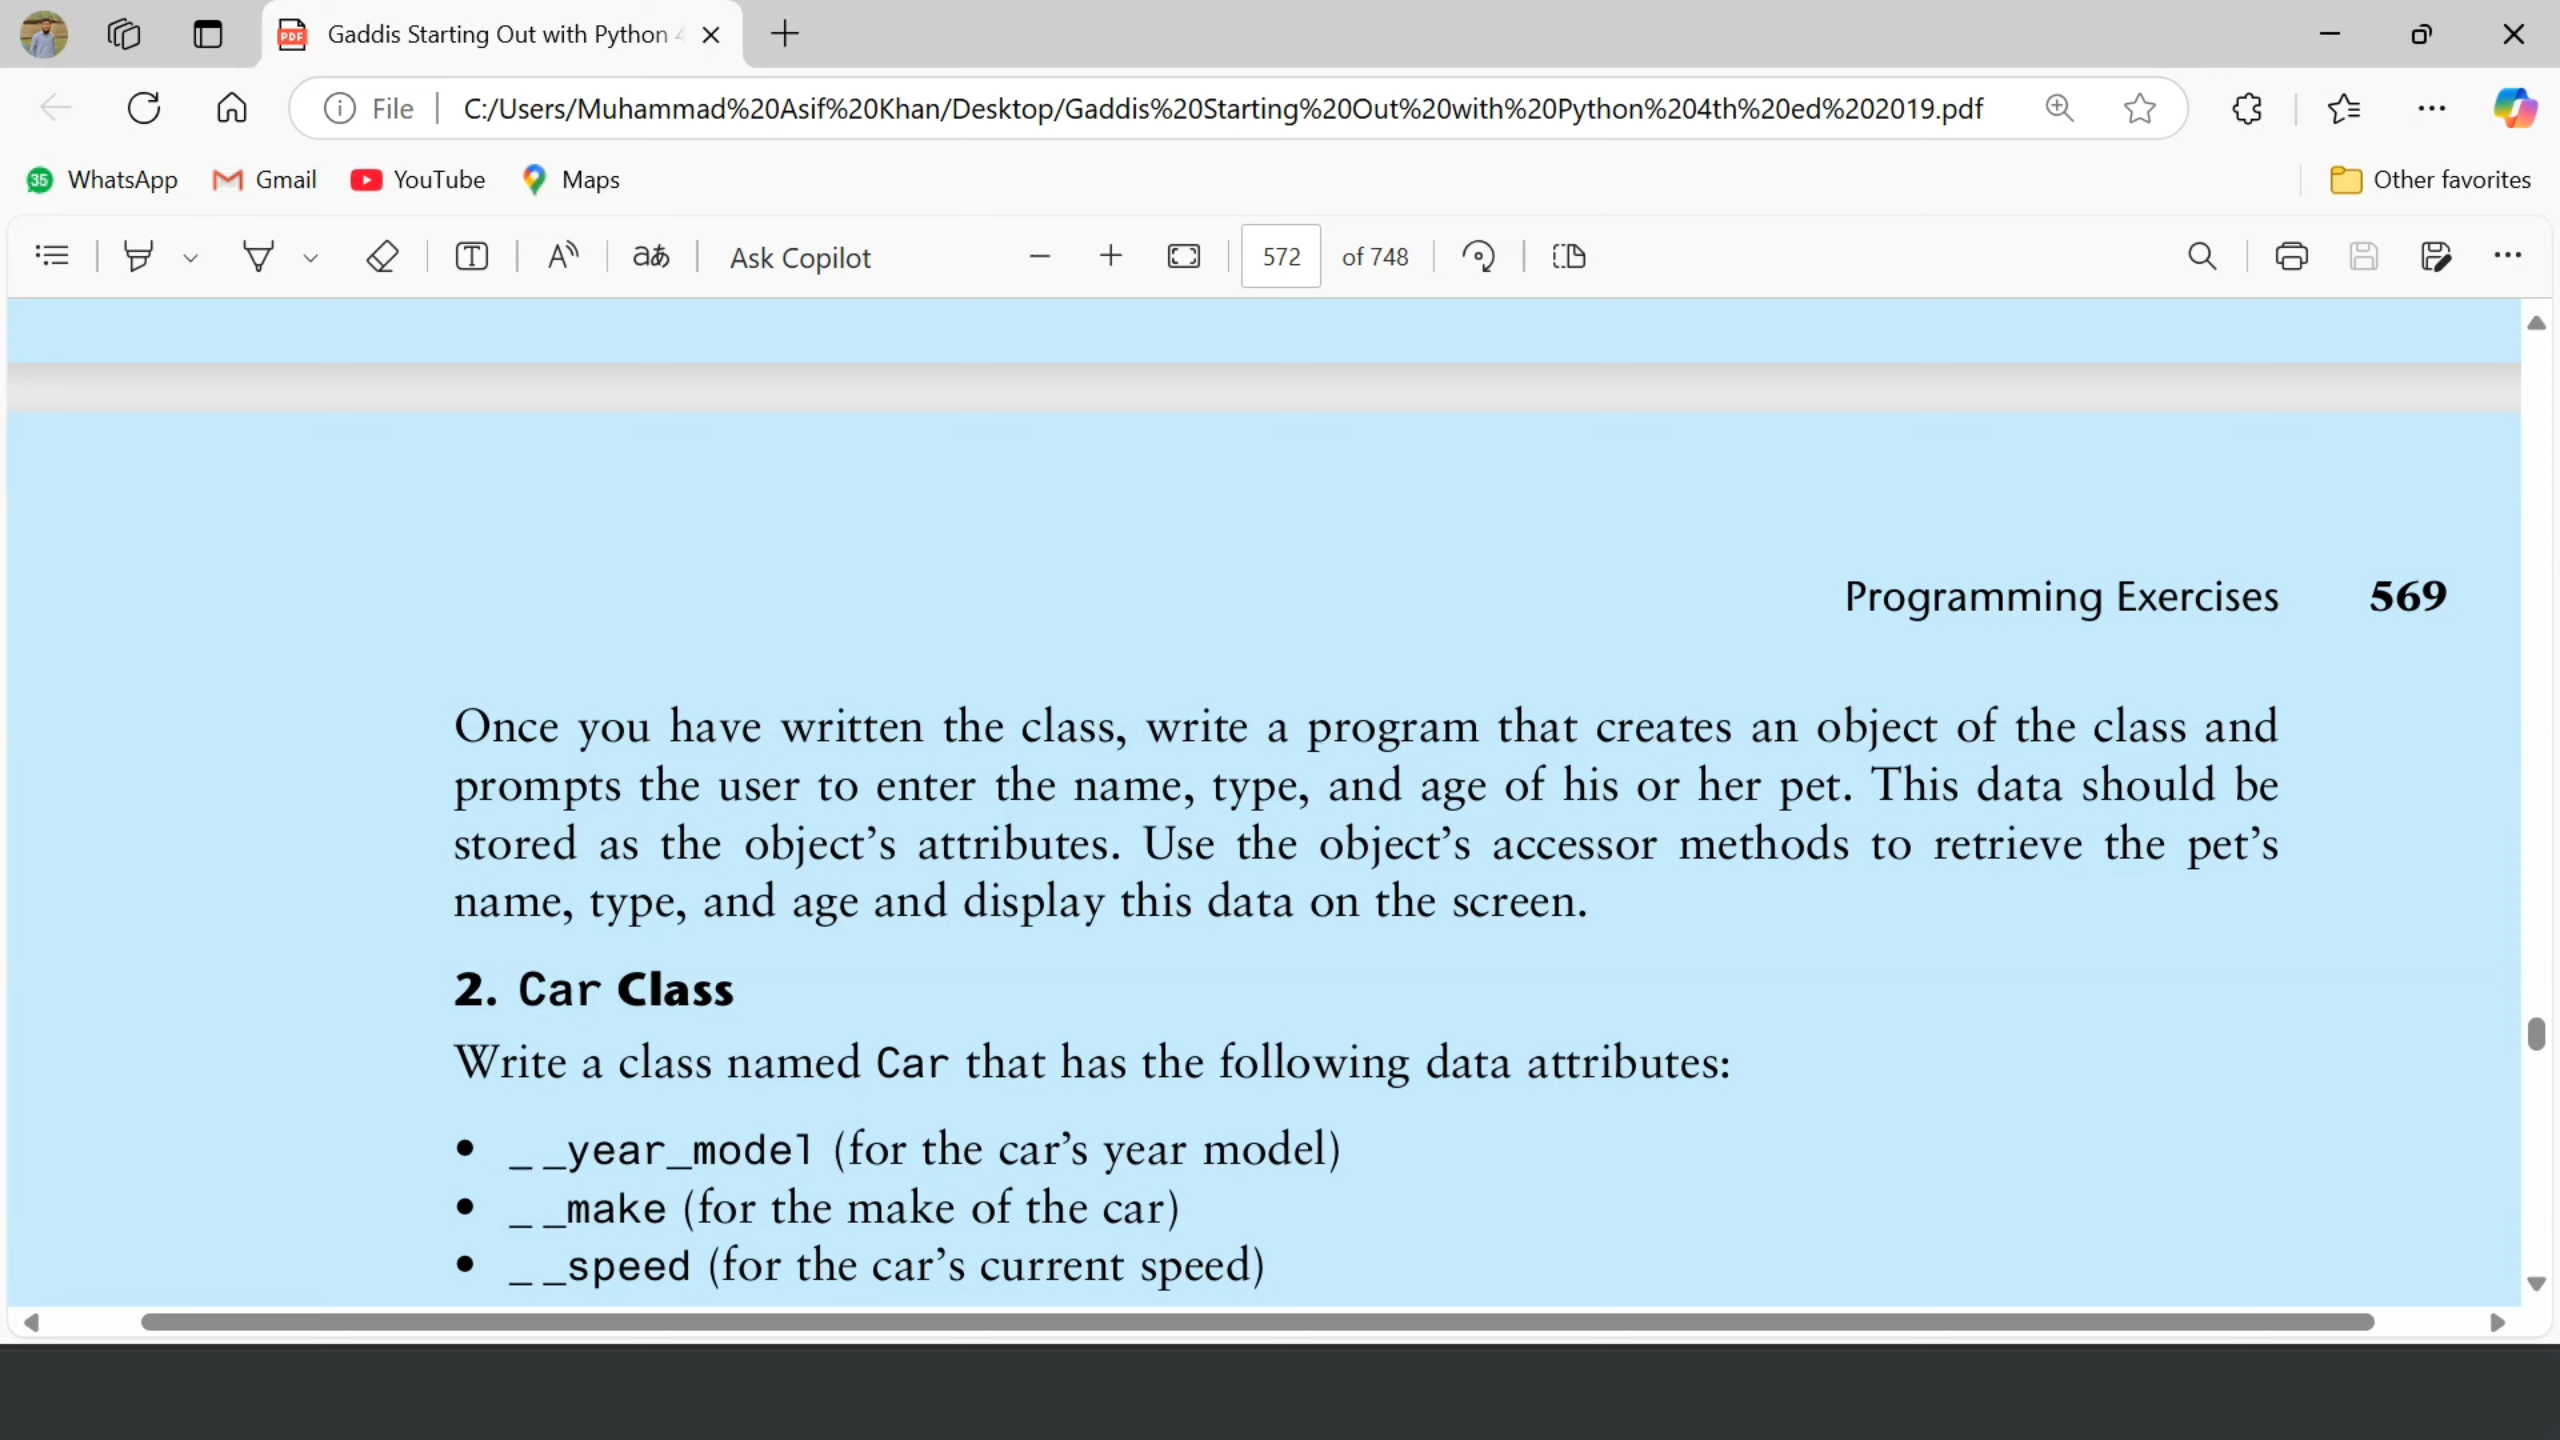 Gaddis Starting Out with Python 4
File C:/Users/Muhammad%20Asif%20Khan/Desktop/Gaddis%20Starting%20Out%20with%20Python%204th%20ed%202019.pdf
35 WhatsApp Gmail YouTube Maps Other favorites
Ask Copilot 572 of 748
Programming Exercises 569
Once you have written the class, write a program that creates an object of the class and
prompts the user to enter the name, type, and age of his or her pet. This data should be
stored as the object’s attributes. Use the object’s accessor methods to retrieve the pet’s
name, type, and age and display this data on the screen.
2. Car Class
Write a class named Car that has the following data attributes:
• __year_model (for the car’s year model)
• __make (for the make of the car)
• __speed (for the car’s current speed)